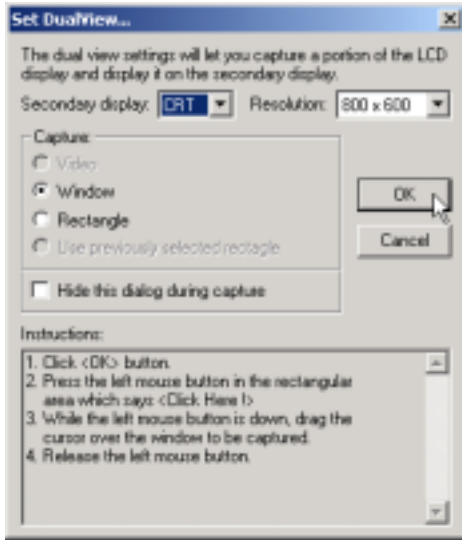 Set DualView...
The dual view settings will let you capture a portion of the LCD
display and display it on the secondary display.
Secondary display: CRT Resolution: 800 x 600
Capture:
Video
Window
Rectangle
Use previously selected rectagle
Hide this dialog during capture
OK
Cancel
Instructions:
1. Click <OK> button.
2. Press the left mouse button in the rectangular
area which says <Click Here !>
3. While the left mouse button is down, drag the
cursor over the window to be captured.
4. Release the left mouse button.